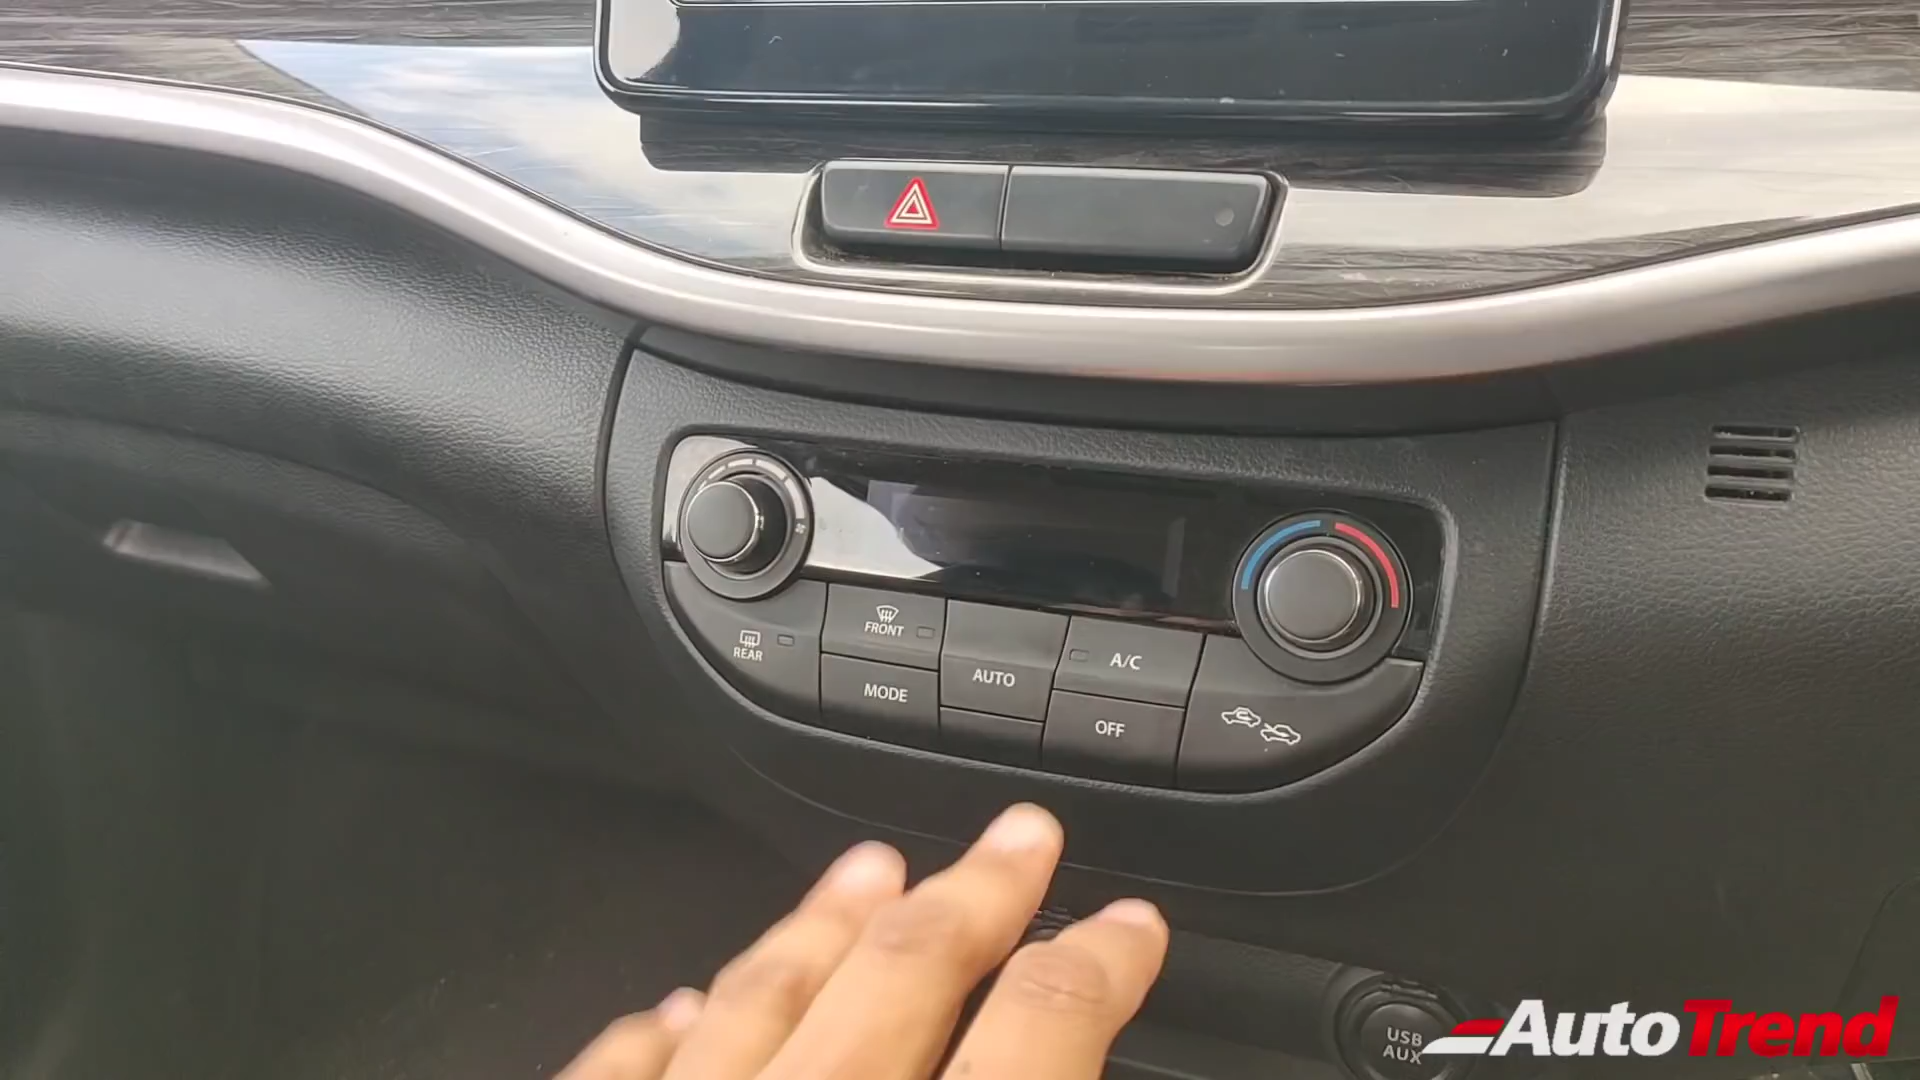 FRONT
REAR
MODE
AUTO
A/C
OFF
USB
AUX
AutoTrend